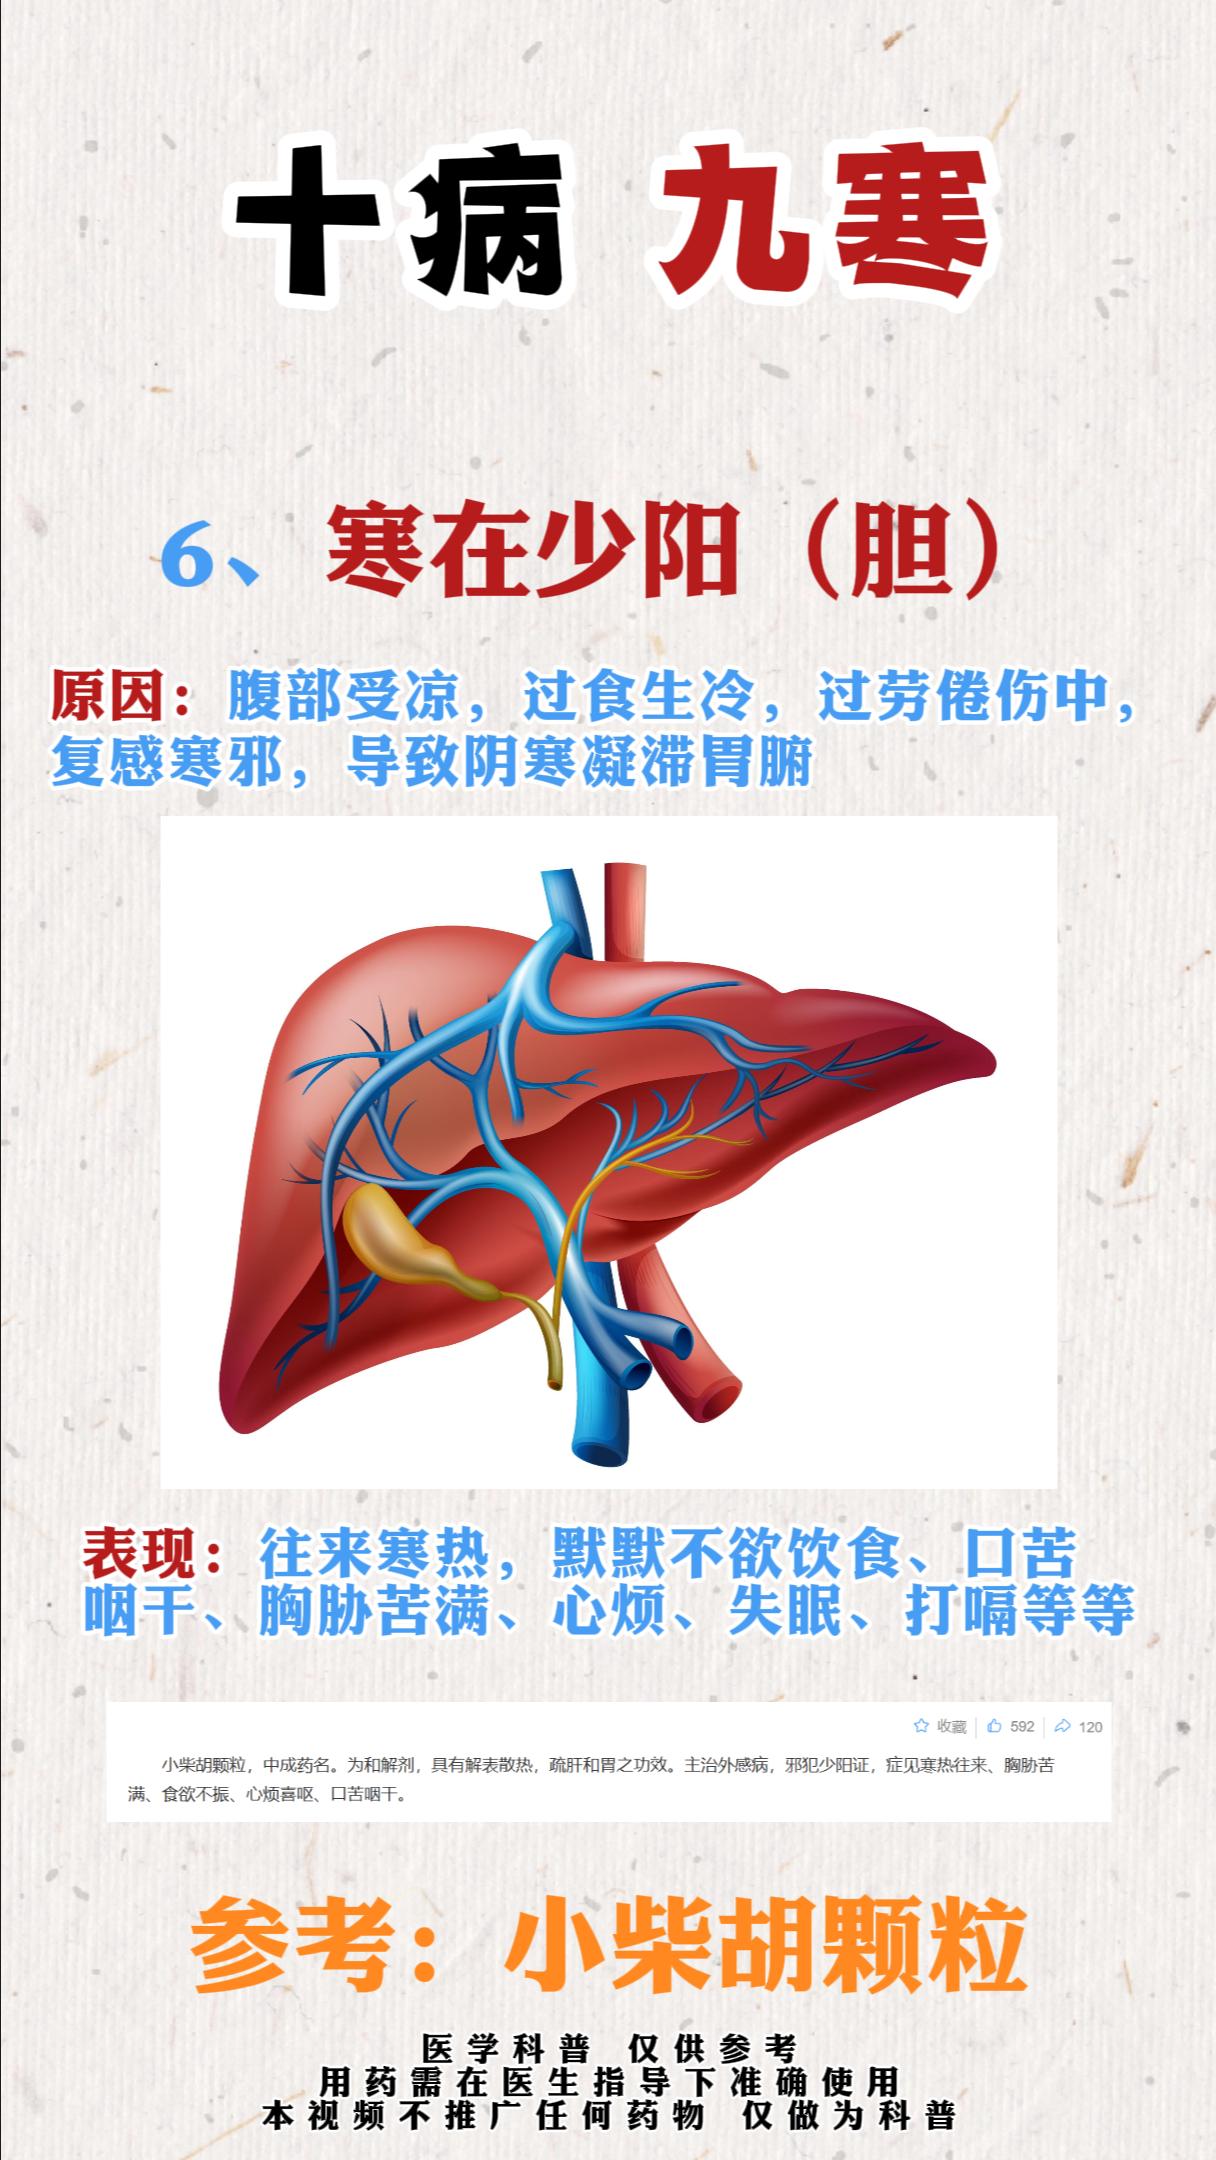 十病 九寒
6、寒在少阳（胆）
原因：腹部受凉，过食生冷，过劳倦伤中，
复感寒邪，导致阴寒凝滞胃腑
表现：往来寒热，默默不欲饮食、口苦
咽干、胸胁苦满、心烦、失眠、打嗝等等
收藏 592 120
小柴胡颗粒，中成药名。为和解剂，具有解表散热，疏肝和胃之功效。主治外感病，邪犯少阳证，症见寒热往来、胸胁苦
满、食欲不振、心烦喜呕、口苦咽干。
参考：小柴胡颗粒
医学科普 仅供参考
用药需在医生指导下准确使用
本视频不推广任何药物 仅做为科普